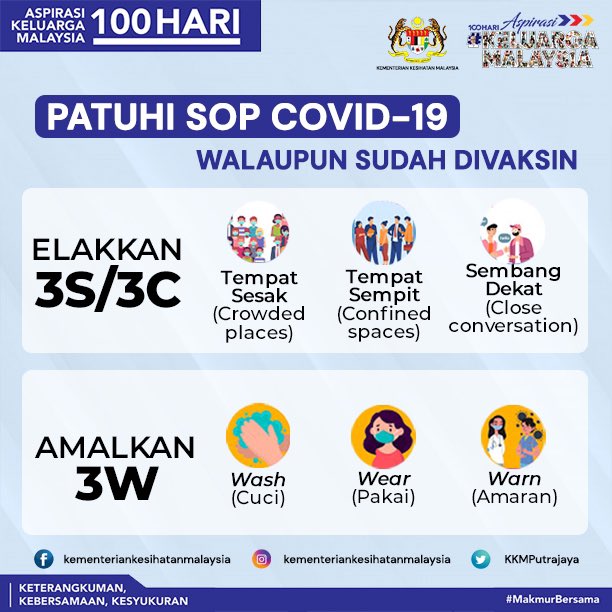 ASPIRASI
KELUARGA
MALAYSIA
100 HARI
KEMENTERIAN KESIHATAN MALAYSIA
100HARI Aspirasi
#KELUARGA
MALAYSIA
PATUHI SOP COVID-19
WALAUPUN SUDAH DIVAKSIN
ELAKKAN
3S/3C
Tempat
Sesak
(Crowded
places)
Tempat
Sempit
(Confined
spaces)
Sembang
Dekat
(Close
conversation)
AMALKAN
3W
Wash
(Cuci)
Wear
(Pakai)
Warn
(Amaran)
kementeriankesihatanmalaysia
kementeriankesihatanmalaysia
KKMPutrajaya
KETERANGKUMAN,
KEBERSAMAAN, KESYUKURAN
#MakmurBersama